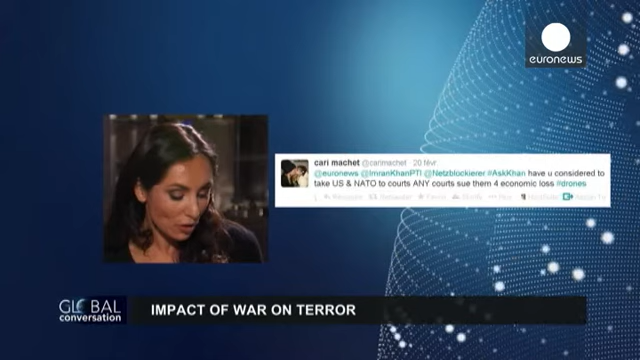 euronews
cari machet @carimachet · 20 févr.
@euronews @ImranKhanPTI @Netzblockierer #AskKhan have u considered to
take US & NATO to courts ANY courts sue them 4 economic loss #drones
GLOBAL
conversation
IMPACT OF WAR ON TERROR